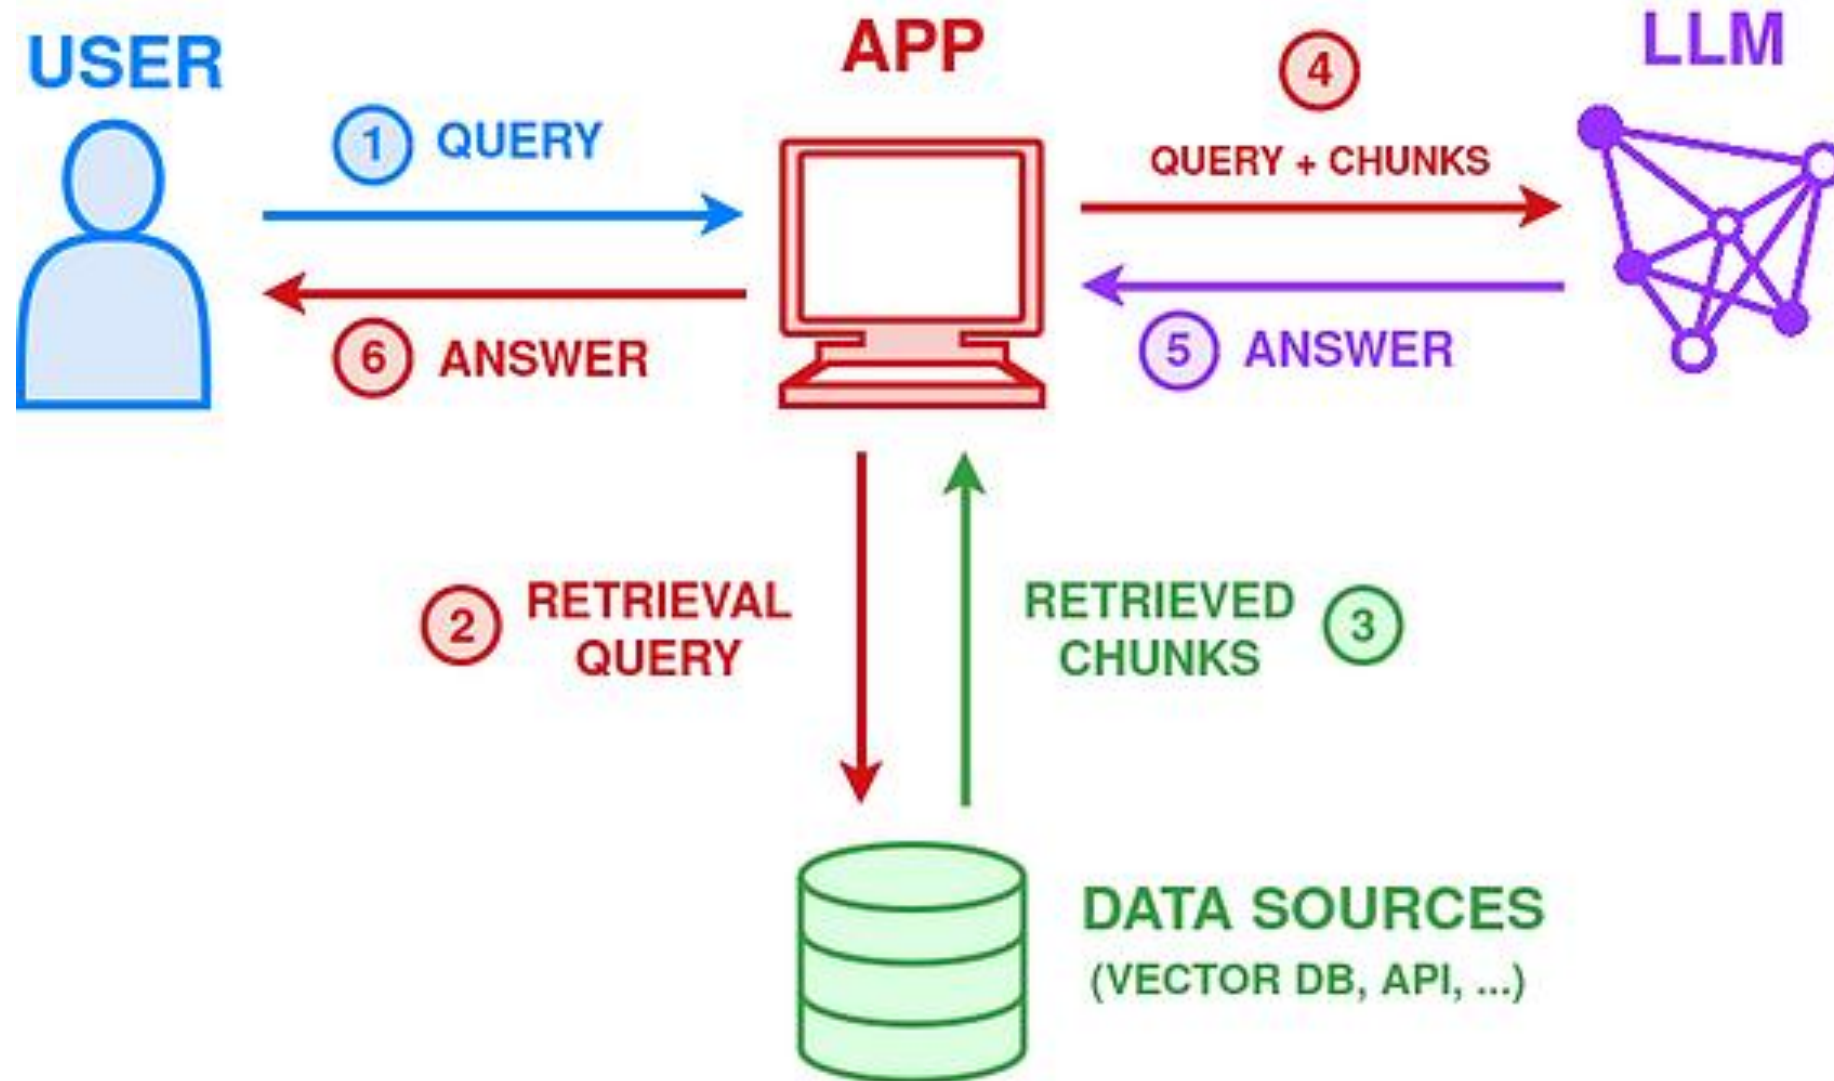 USER
APP
LLM
1 QUERY
4
QUERY + CHUNKS
6 ANSWER
5 ANSWER
2 RETRIEVAL
QUERY
RETRIEVED
CHUNKS 3
DATA SOURCES
(VECTOR DB, API, ...)